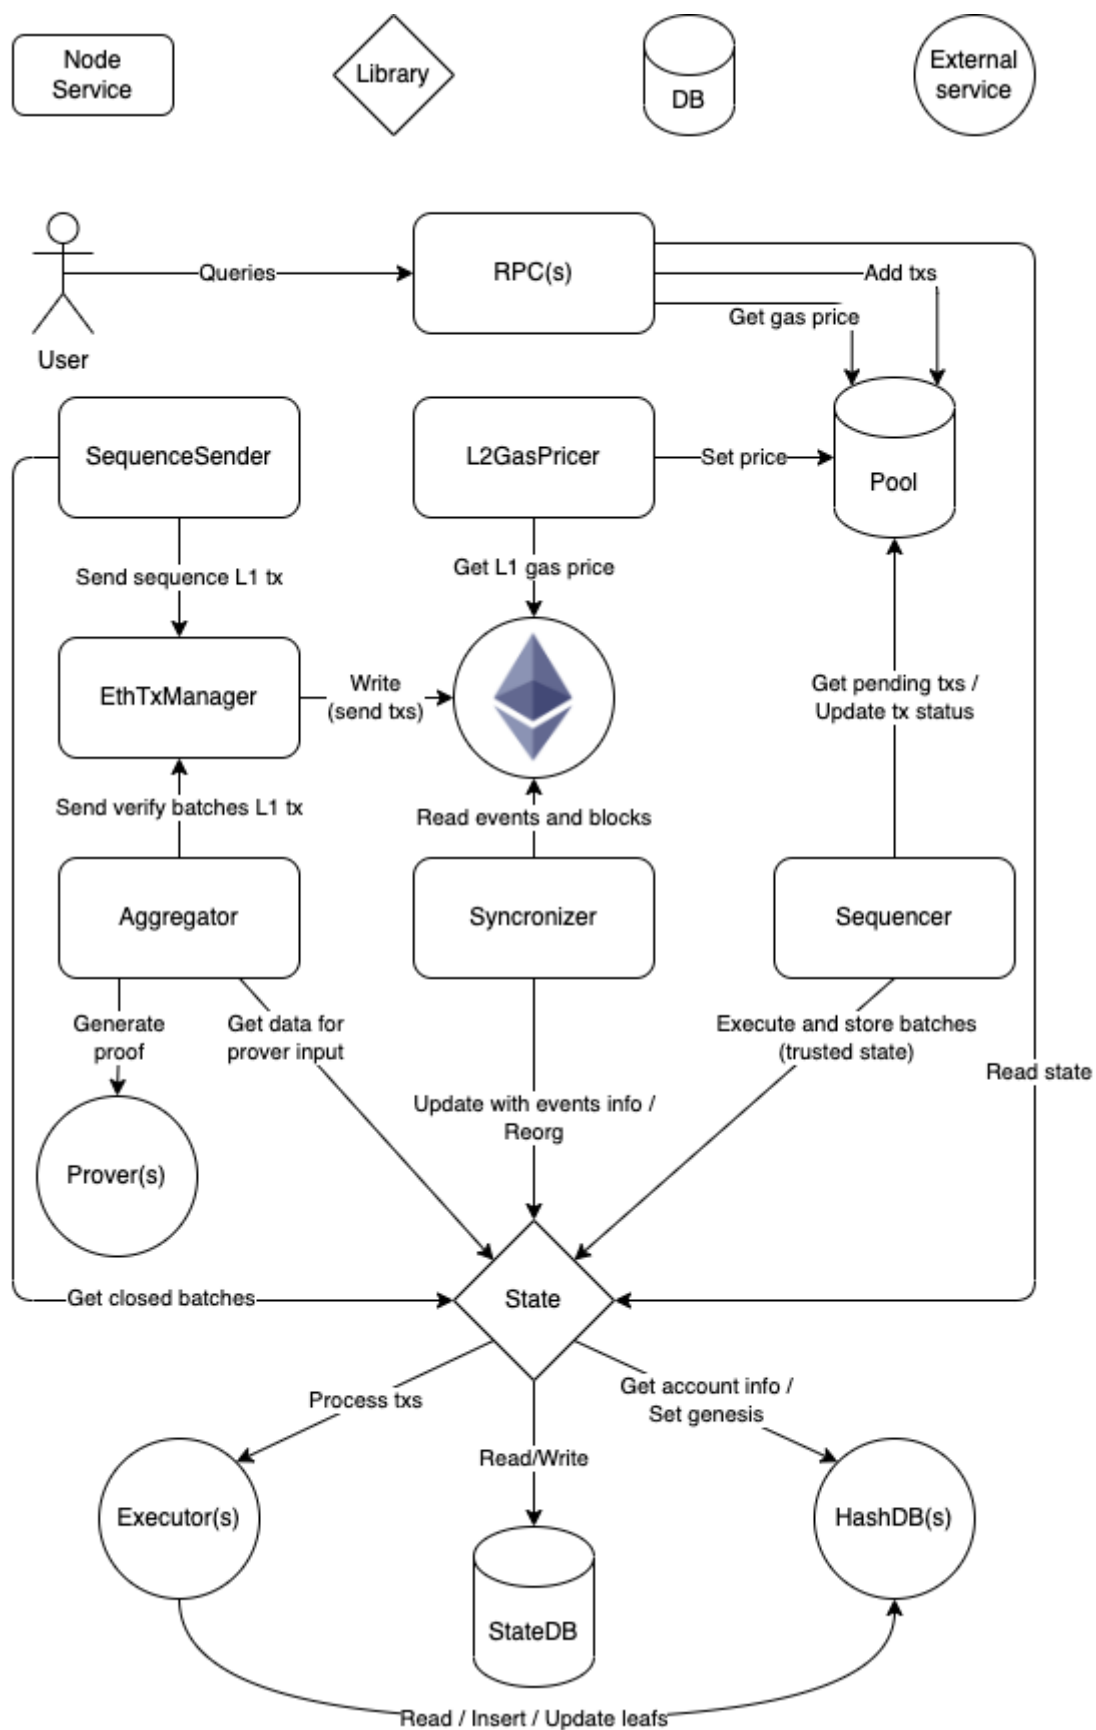 Node
Service
Library
DB
External
service
Queries
RPC(s)
Add txs
Get gas price
User
SequenceSender
L2GasPricer
Set price
Pool
Send sequence L1 tx
Get L1 gas price
EthTxManager
Write
(send txs)
Get pending txs /
Update tx status
Send verify batches L1 tx
Read events and blocks
Aggregator
Syncronizer
Sequencer
Generate
proof
Get data for
prover input
Execute and store batches
(trusted state)
Read state
Update with events info /
Reorg
Prover(s)
Get closed batches
State
Process txs
Get account info /
Set genesis
Read/Write
Executor(s)
HashDB(s)
StateDB
Read / Insert / Update leafs